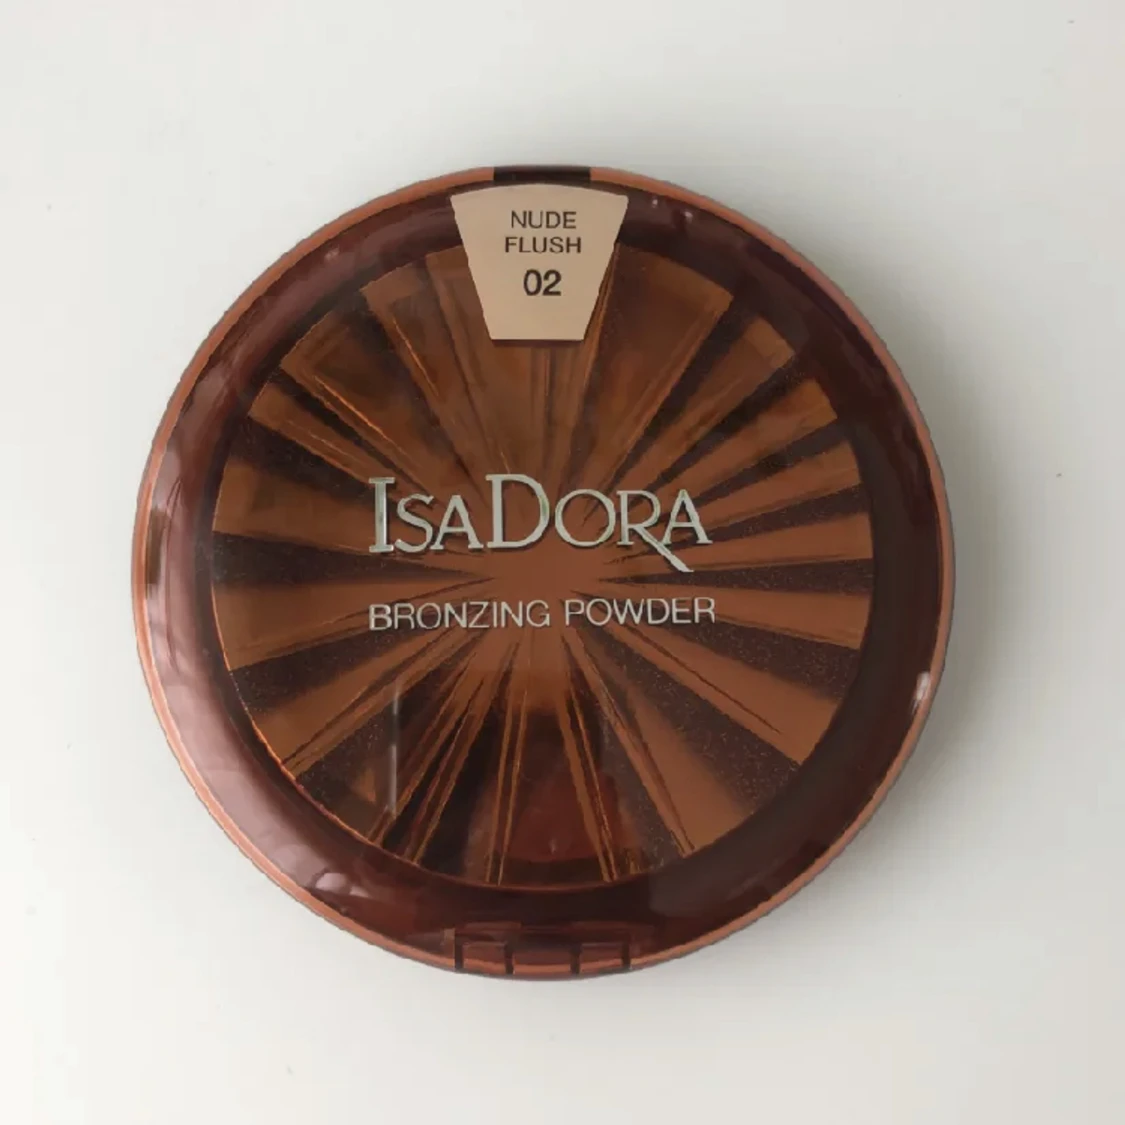 NUDE
FLUSH
02
ISADORA
BRONZING POWDER